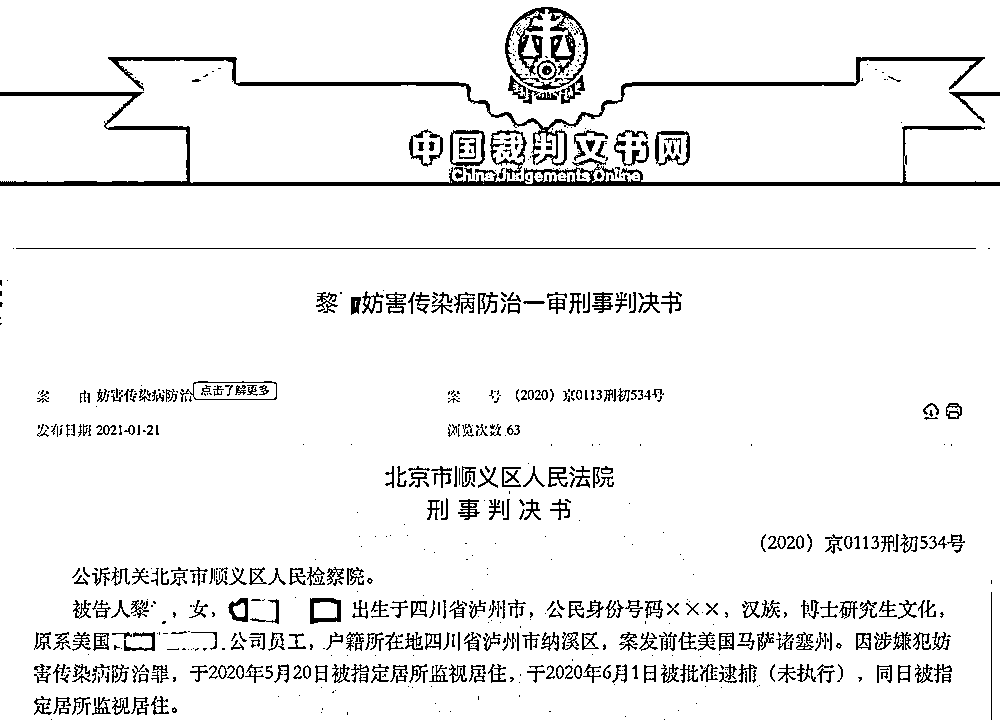 中国裁判文书网
China Judgements Online
黎 妨害传染病防治一审刑事判决书
案 由 妨害传染病防治 点击了解更多 案 号 （2020）京0113刑初534号
发布日期 2021-01-21 浏览次数 63
北京市顺义区人民法院
刑事判决书
（2020）京0113刑初534号
公诉机关北京市顺义区人民检察院。
被告人黎 ，女， 出生于四川省泸州市，公民身份号码×××，汉族，博士研究生文化，
原系美国 公司员工，户籍所在地四川省泸州市纳溪区，案发前住美国马萨诸塞州。因涉嫌犯妨
害传染病防治罪，于2020年5月20日被指定居所监视居住，于2020年6月1日被批准逮捕（未执行），同日被指
定居所监视居住。